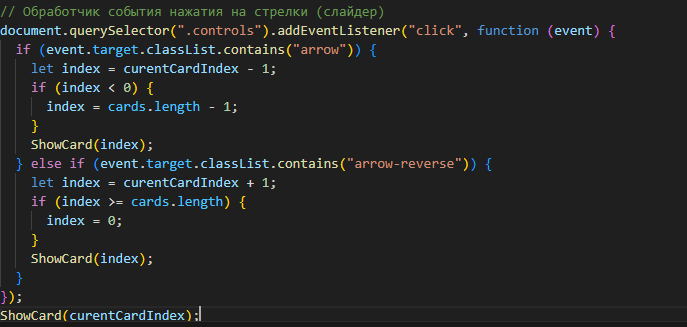 // Обработчик события нажатия на стрелки (слайдер)
document.querySelector(".controls").addEventListener("click", function (event) {
  if (event.target.classList.contains("arrow")) {
    let index = curentCardIndex - 1;
    if (index < 0) {
      index = cards.length - 1;
    }
    ShowCard(index);
  } else if (event.target.classList.contains("arrow-reverse")) {
    let index = curentCardIndex + 1;
    if (index >= cards.length) {
      index = 0;
    }
    ShowCard(index);
  }
});
ShowCard(curentCardIndex);